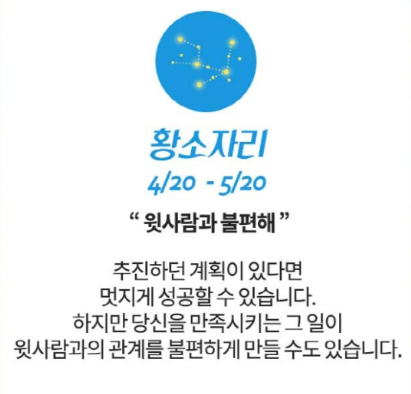 황소자리
4/20 - 5/20
“ 윗사람과 불편해 ”
추진하던 계획이 있다면
멋지게 성공할 수 있습니다.
하지만 당신을 만족시키는 그 일이
윗사람과의 관계를 불편하게 만들 수도 있습니다.